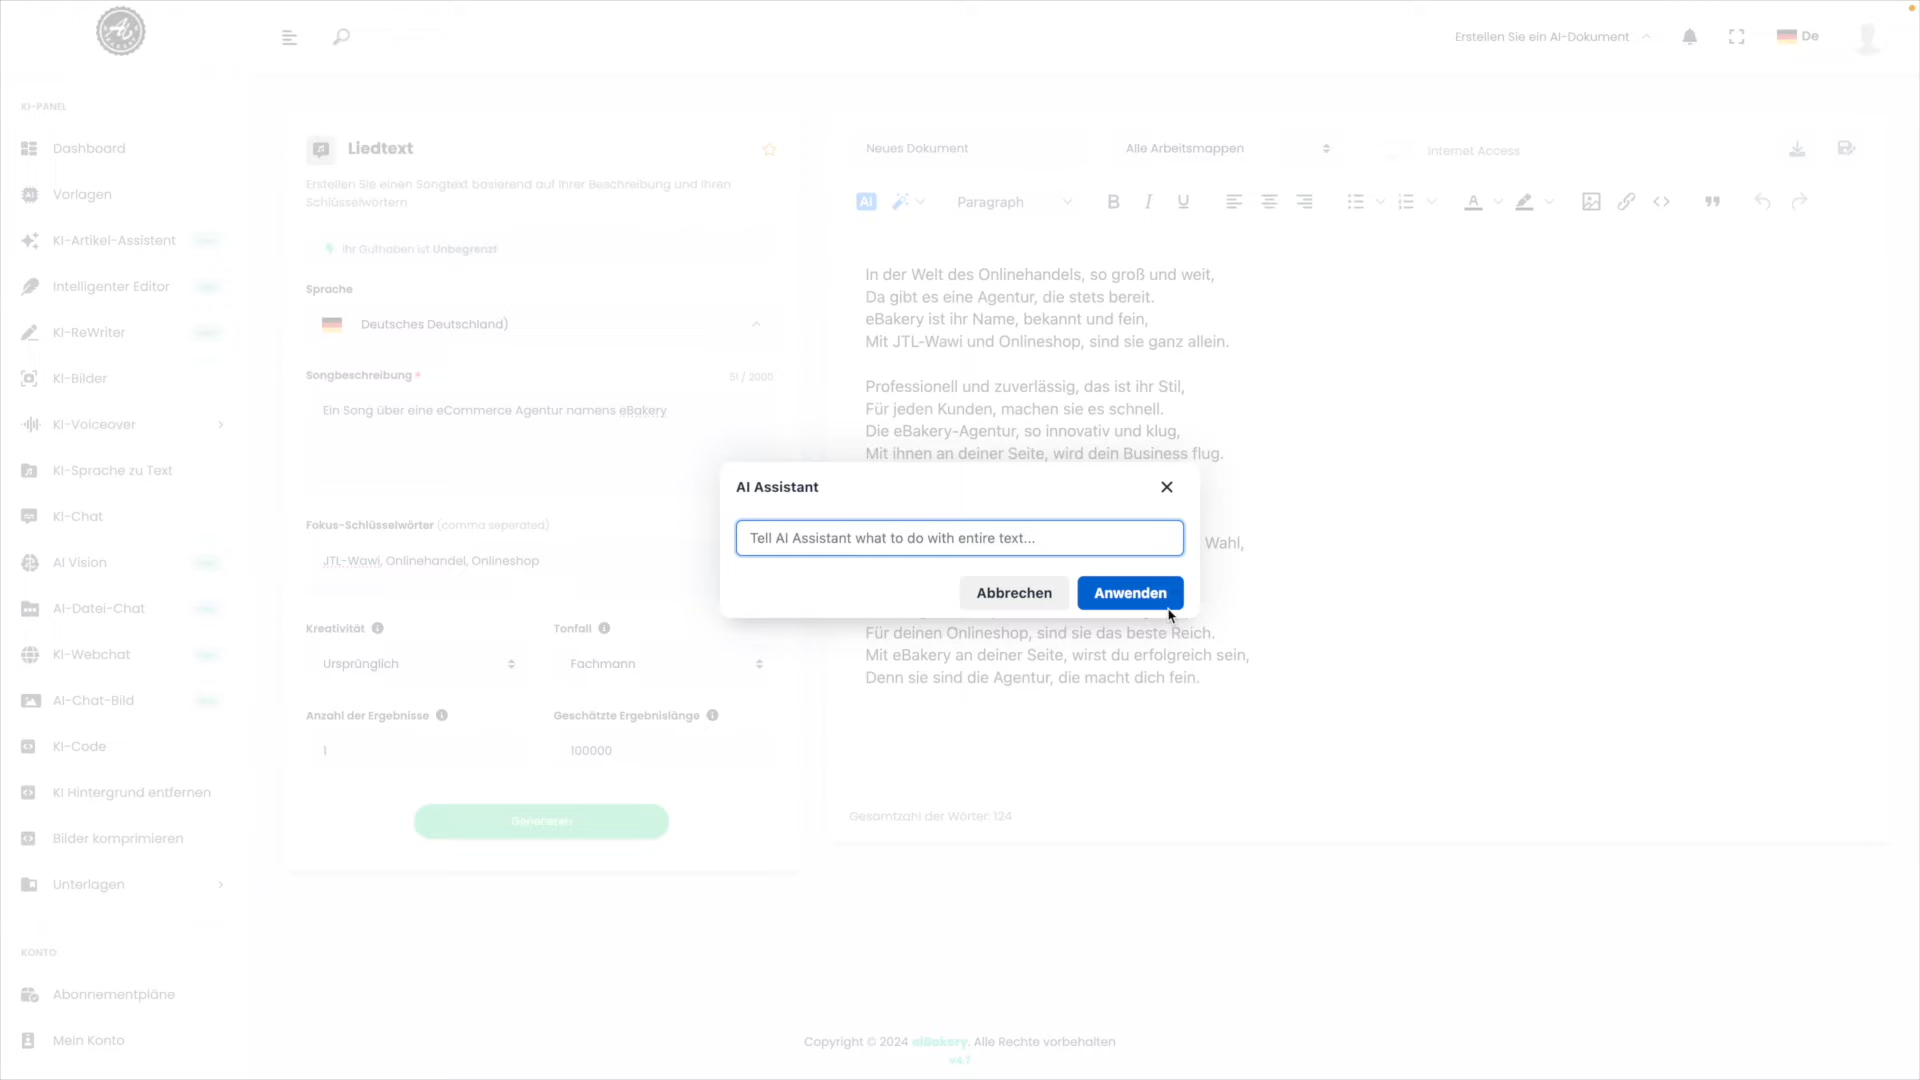 Erstellen Sie ein AI-Dokument
De
KI-PANEL
Dashboard
Vorlagen
KI-Artikel-Assistent
Intelligenter Editor
KI-ReWriter
KI-Bilder
KI-Voiceover
KI-Sprache zu Text
KI-Chat
AI Vision
AI-Datei-Chat
KI-Webchat
AI-Chat-Bild
KI-Code
KI Hintergrund entfernen
Bilder komprimieren
Unterlagen
KONTO
Abonnementpläne
Mein Konto
Liedtext
Erstellen Sie einen Songtext basierend auf Ihrer Beschreibung und Ihren
Schlüsselwörtern
Ihr Guthaben ist Unbegrenzt
Sprache
Deutsches Deutschland)
Songbeschreibung *
51 / 2000
Ein Song über eine eCommerce Agentur namens eBakery
Fokus-Schlüsselwörter (comma seperated)
JTL-Wawi, Onlinehandel, Onlineshop
Kreativität
Tonfall
Ursprünglich
Fachmann
Anzahl der Ergebnisse
Geschätzte Ergebnislänge
1
100000
Generieren
Neues Dokument
Alle Arbeitsmappen
Internet Access
AI
Paragraph
B I U
A
In der Welt des Onlinehandels, so groß und weit,
Da gibt es eine Agentur, die stets bereit.
eBakery ist ihr Name, bekannt und fein,
Mit JTL-Wawi und Onlineshop, sind sie ganz allein.
Professionell und zuverlässig, das ist ihr Stil,
Für jeden Kunden, machen sie es schnell.
Die eBakery-Agentur, so innovativ und klug,
Mit ihnen an deiner Seite, wird dein Business flug.
AI Assistant
Tell AI Assistant what to do with entire text...
Abbrechen
Anwenden
Wahl,
Für deinen Onlineshop, sind sie das beste Reich.
Mit eBakery an deiner Seite, wirst du erfolgreich sein,
Denn sie sind die Agentur, die macht dich fein.
Gesamtzahl der Wörter: 124
Copyright © 2024 aiBakery. Alle Rechte vorbehalten
v4.7